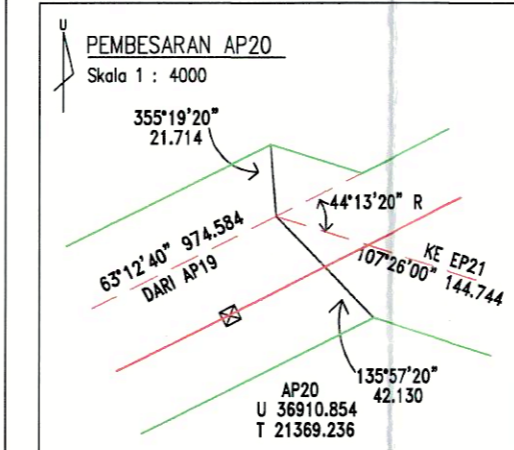 U
PEMBESARAN AP20
Skala 1 : 4000
355°19'20"
21.714
44°13'20" R
63°12'40" 974.584
DARI AP19
KE EP21
107°26'00" 144.744
135°57'20"
42.130
AP20
U 36910.854
T 21369.236